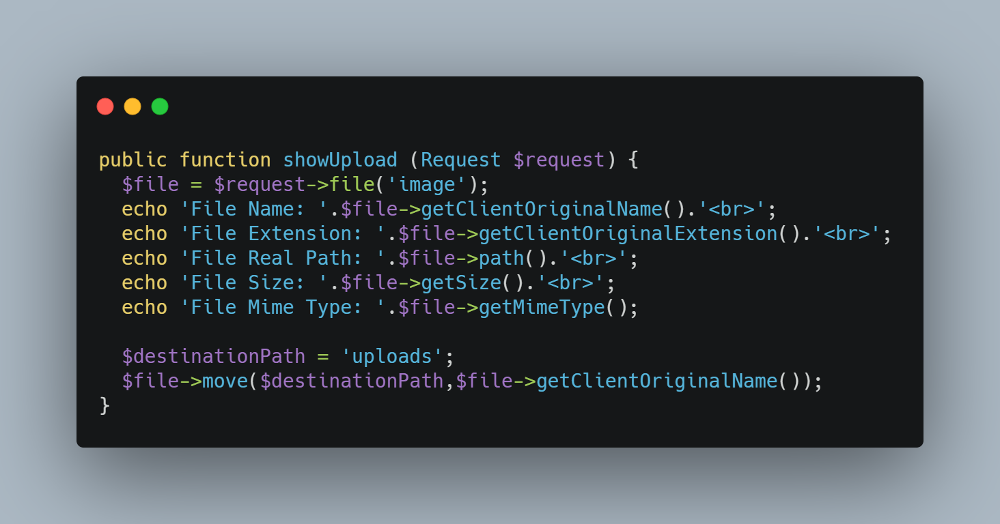 public function showUpload (Request $request) {
  $file = $request->file('image');
  echo 'File Name: '.$file->getClientOriginalName().'<br>';
  echo 'File Extension: '.$file->getClientOriginalExtension().'<br>';
  echo 'File Real Path: '.$file->path().'<br>';
  echo 'File Size: '.$file->getSize().'<br>';
  echo 'File Mime Type: '.$file->getMimeType();

  $destinationPath = 'uploads';
  $file->move($destinationPath,$file->getClientOriginalName());
}